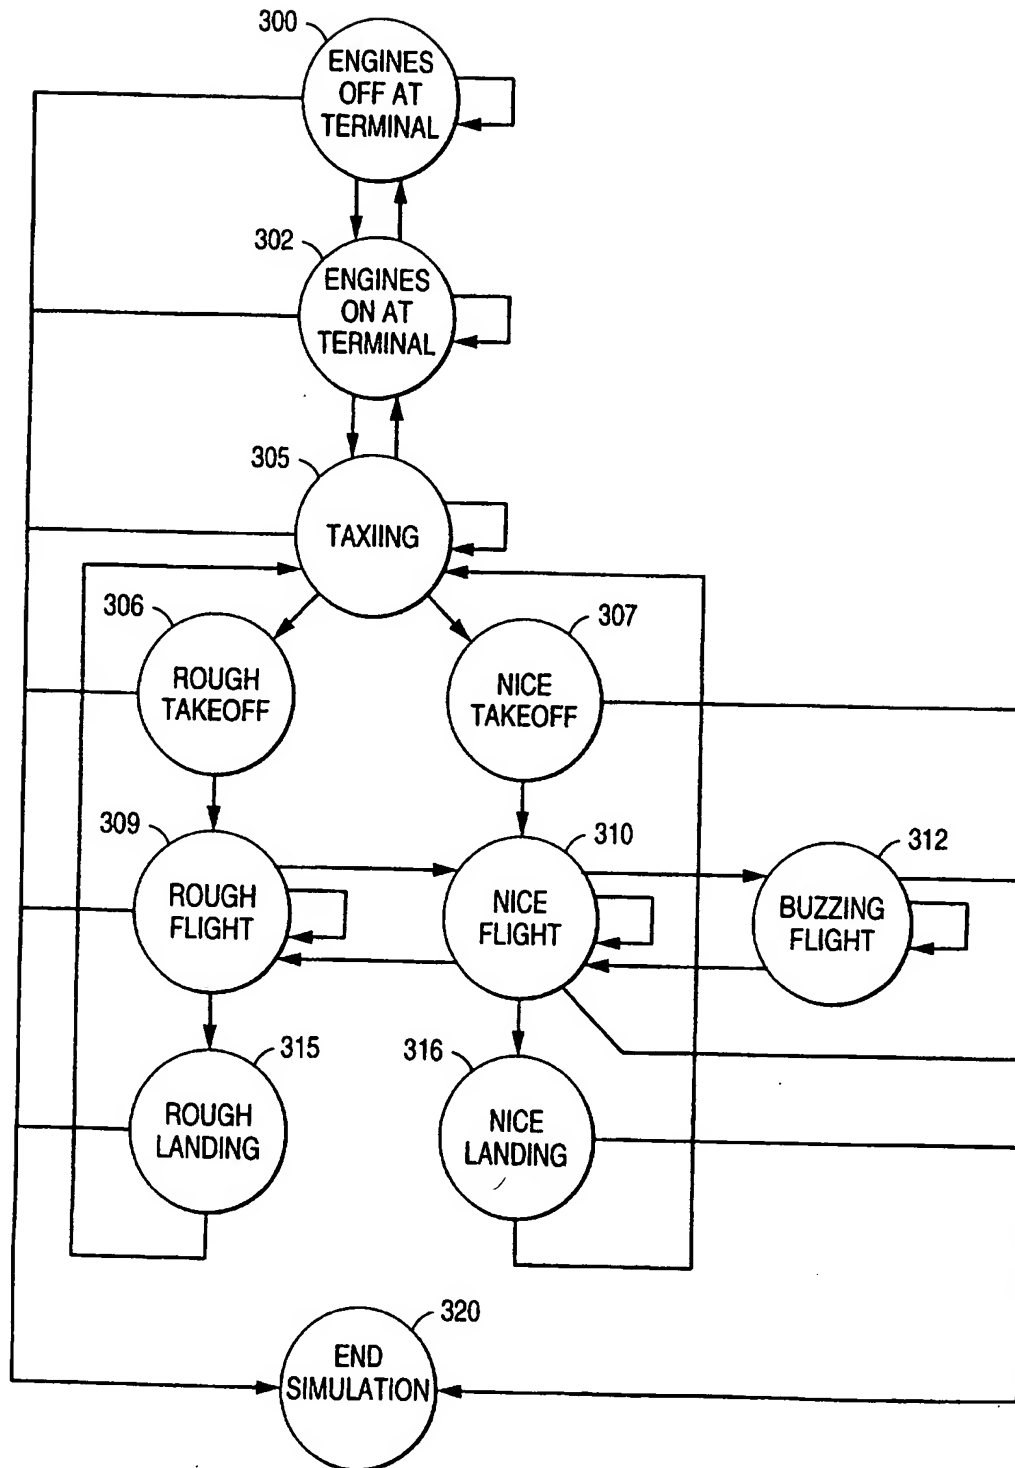 300
ENGINES
OFF AT
TERMINAL
302
ENGINES
ON AT
TERMINAL
305
TAXIING
306
ROUGH
TAKEOFF
307
NICE
TAKEOFF
309
ROUGH
FLIGHT
310
NICE
FLIGHT
312
BUZZING
FLIGHT
315
ROUGH
LANDING
316
NICE
LANDING
320
END
SIMULATION